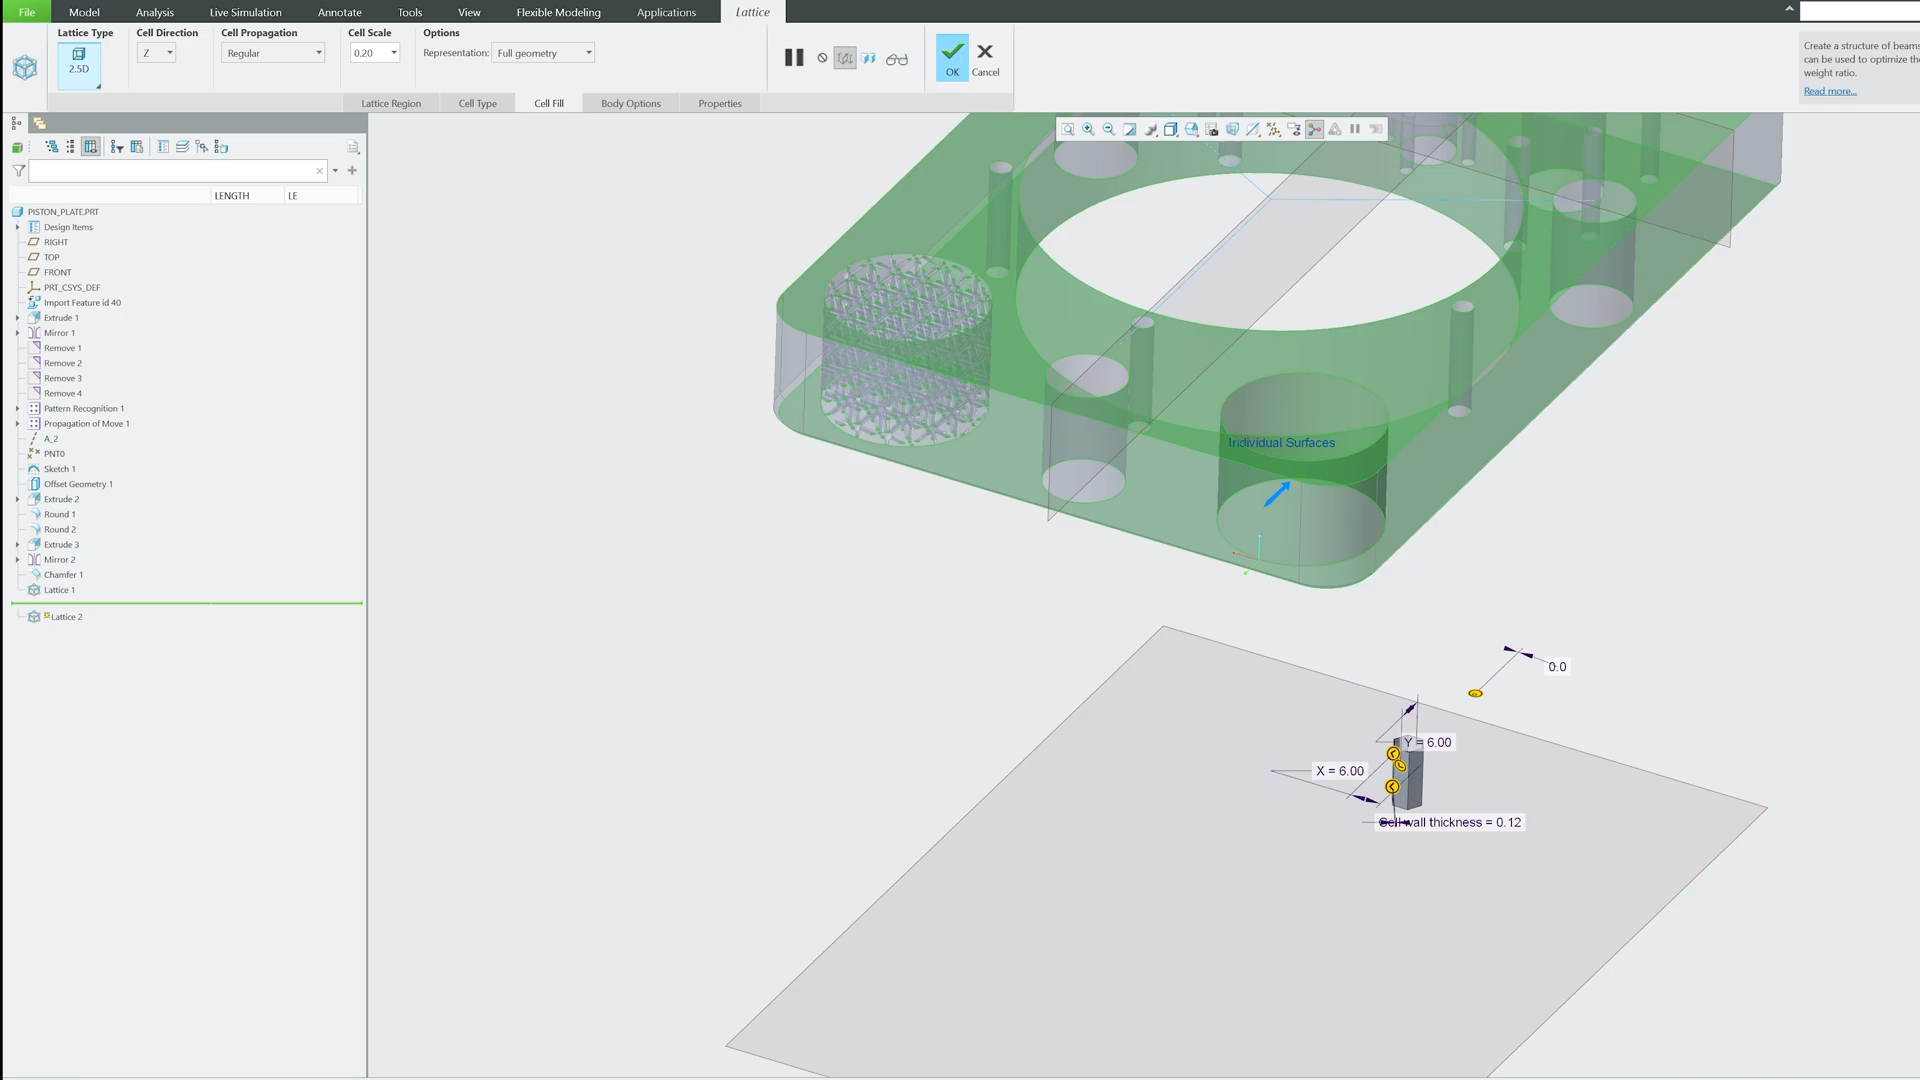 File Model Analysis Live Simulation Annotate Tools View Flexible Modeling Applications Lattice
Lattice Type Cell Direction Cell Propagation Cell Scale Options
2.5D Z Regular 0.20 Representation: Full geometry
OK Cancel
Create a structure of beams
can be used to optimize the
weight ratio.
Read more...
Lattice Region Cell Type Cell Fill Body Options Properties
LENGTH LE
PISTON_PLATE.PRT
Design Items
RIGHT
TOP
FRONT
PRT_CSYS_DEF
Import Feature id 40
Extrude 1
Mirror 1
Remove 1
Remove 2
Remove 3
Remove 4
Pattern Recognition 1
Propagation of Move 1
A_2
PNT0
Sketch 1
Offset Geometry 1
Extrude 2
Round 1
Round 2
Extrude 3
Mirror 2
Chamfer 1
Lattice 1
Lattice 2
Individual Surfaces
0.0
Y = 6.00
X = 6.00
Cell wall thickness = 0.12